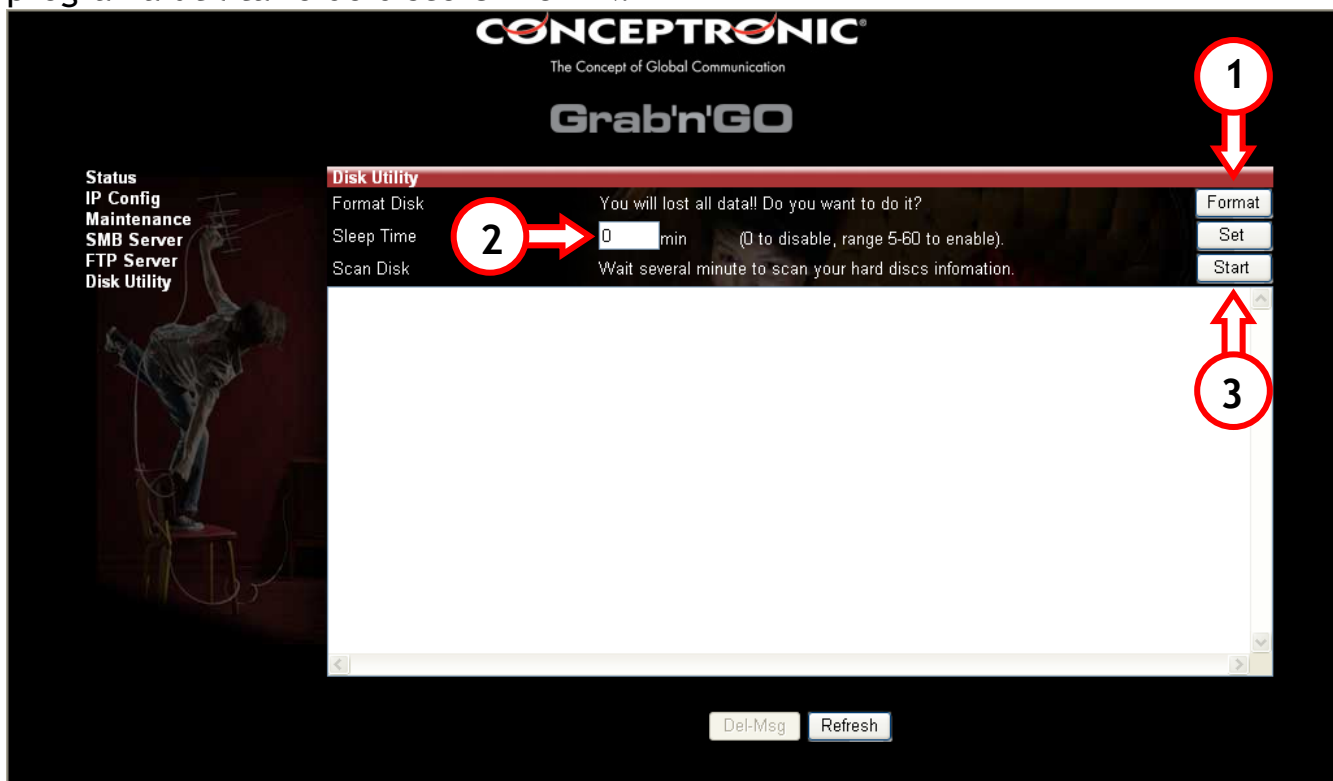 CONCEPTRONIC®
The Concept of Global Communication
Grab'n'GO
1
Status
IP Config
Maintenance
SMB Server
FTP Server
Disk Utility
Disk Utility
Format Disk You will lost all data!! Do you want to do it? Format
Sleep Time 2 0 min (0 to disable, range 5-60 to enable). Set
Scan Disk Wait several minute to scan your hard discs infomation. Start
3
Del-Msg Refresh